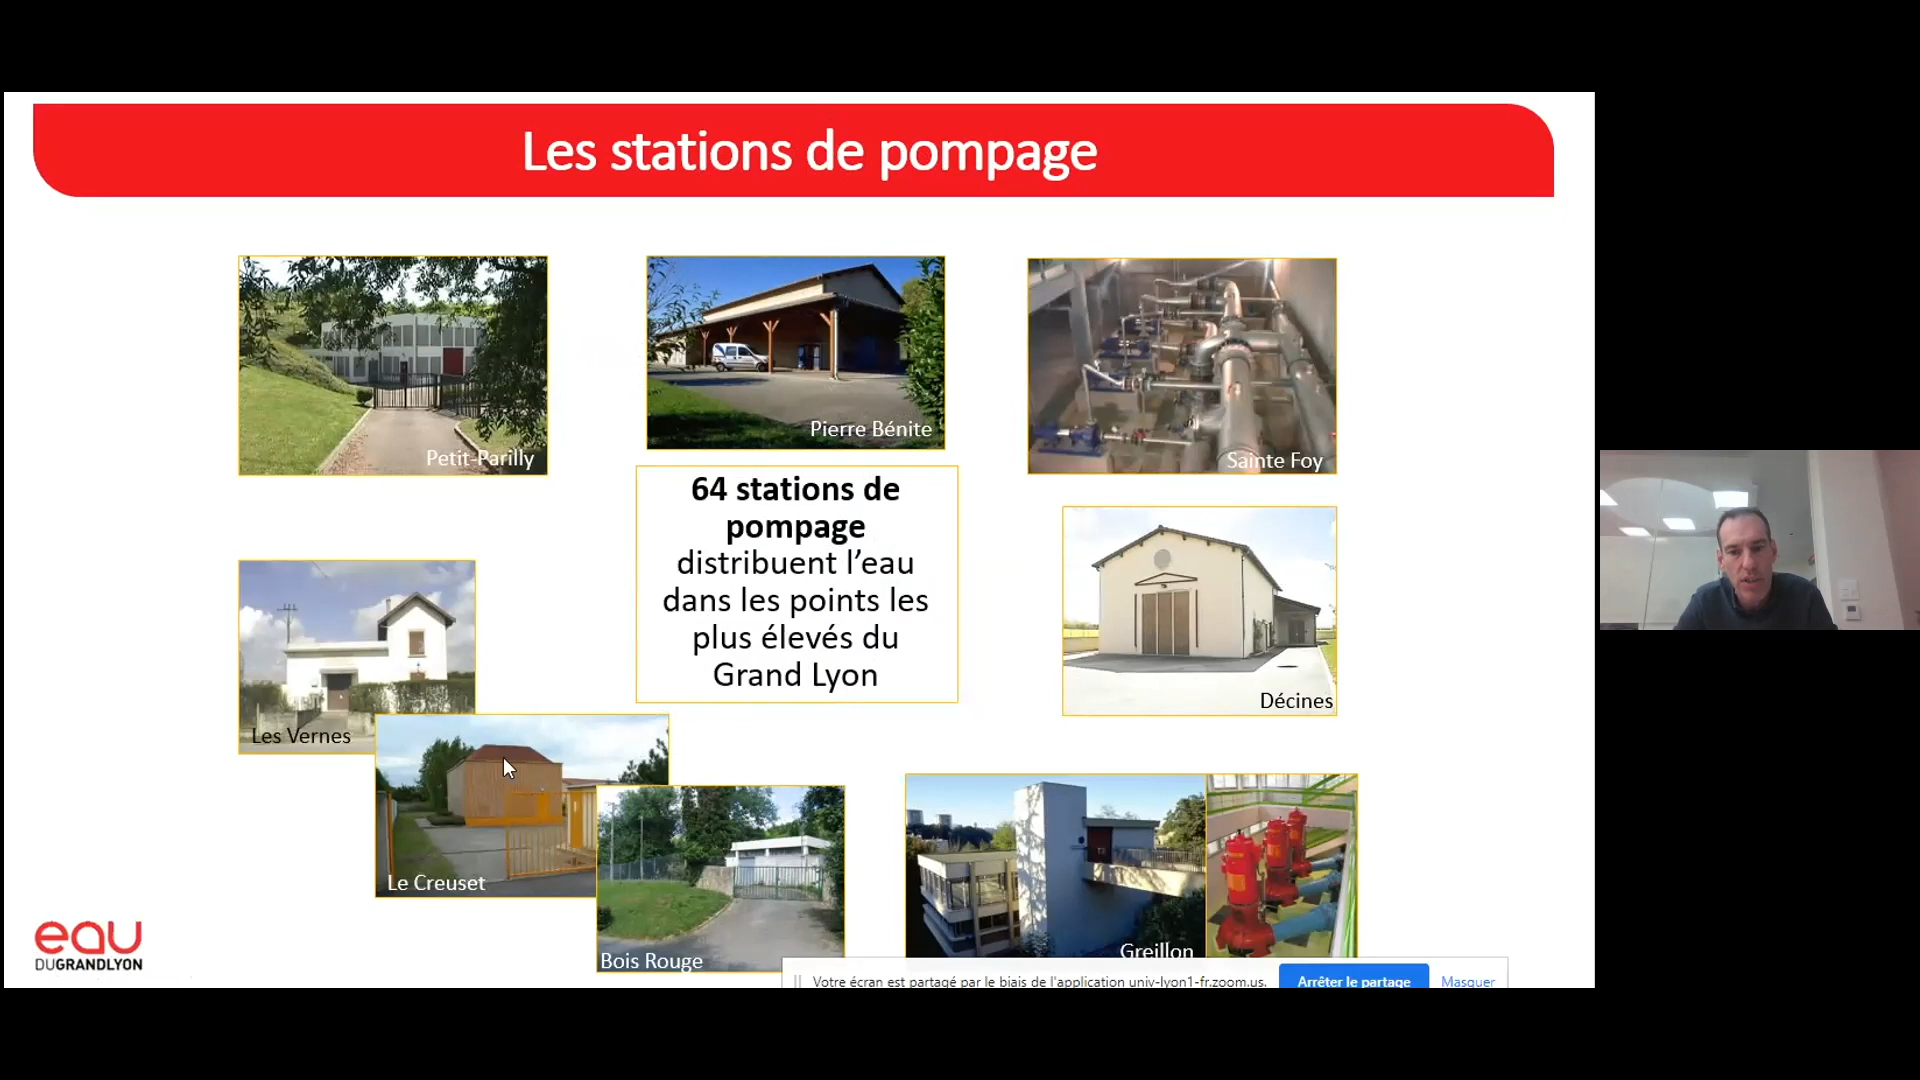 Les stations de pompage
Petit-Parilly
Pierre Bénite
Sainte Foy
64 stations de
pompage
distribuent l’eau
dans les points les
plus élevés du
Grand Lyon
Décines
Les Vernes
Le Creuset
Bois Rouge
Greillon
eau
DUGRANDLYON
Votre écran est partagé par le biais de l'application univ-lyon1-fr.zoom.us.
Arrêter le partage
Masquer